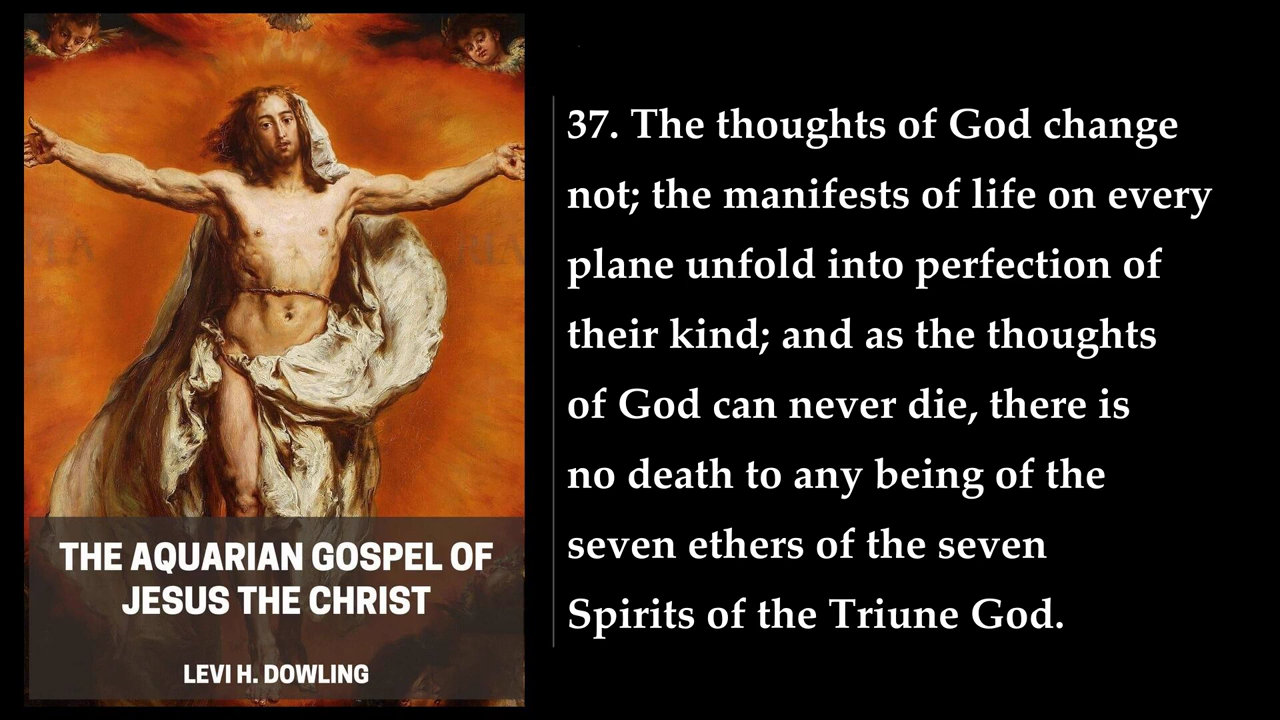 THE AQUARIAN GOSPEL OF
JESUS THE CHRIST
LEVI H. DOWLING
37. The thoughts of God change
not; the manifests of life on every
plane unfold into perfection of
their kind; and as the thoughts
of God can never die, there is
no death to any being of the
seven ethers of the seven
Spirits of the Triune God.